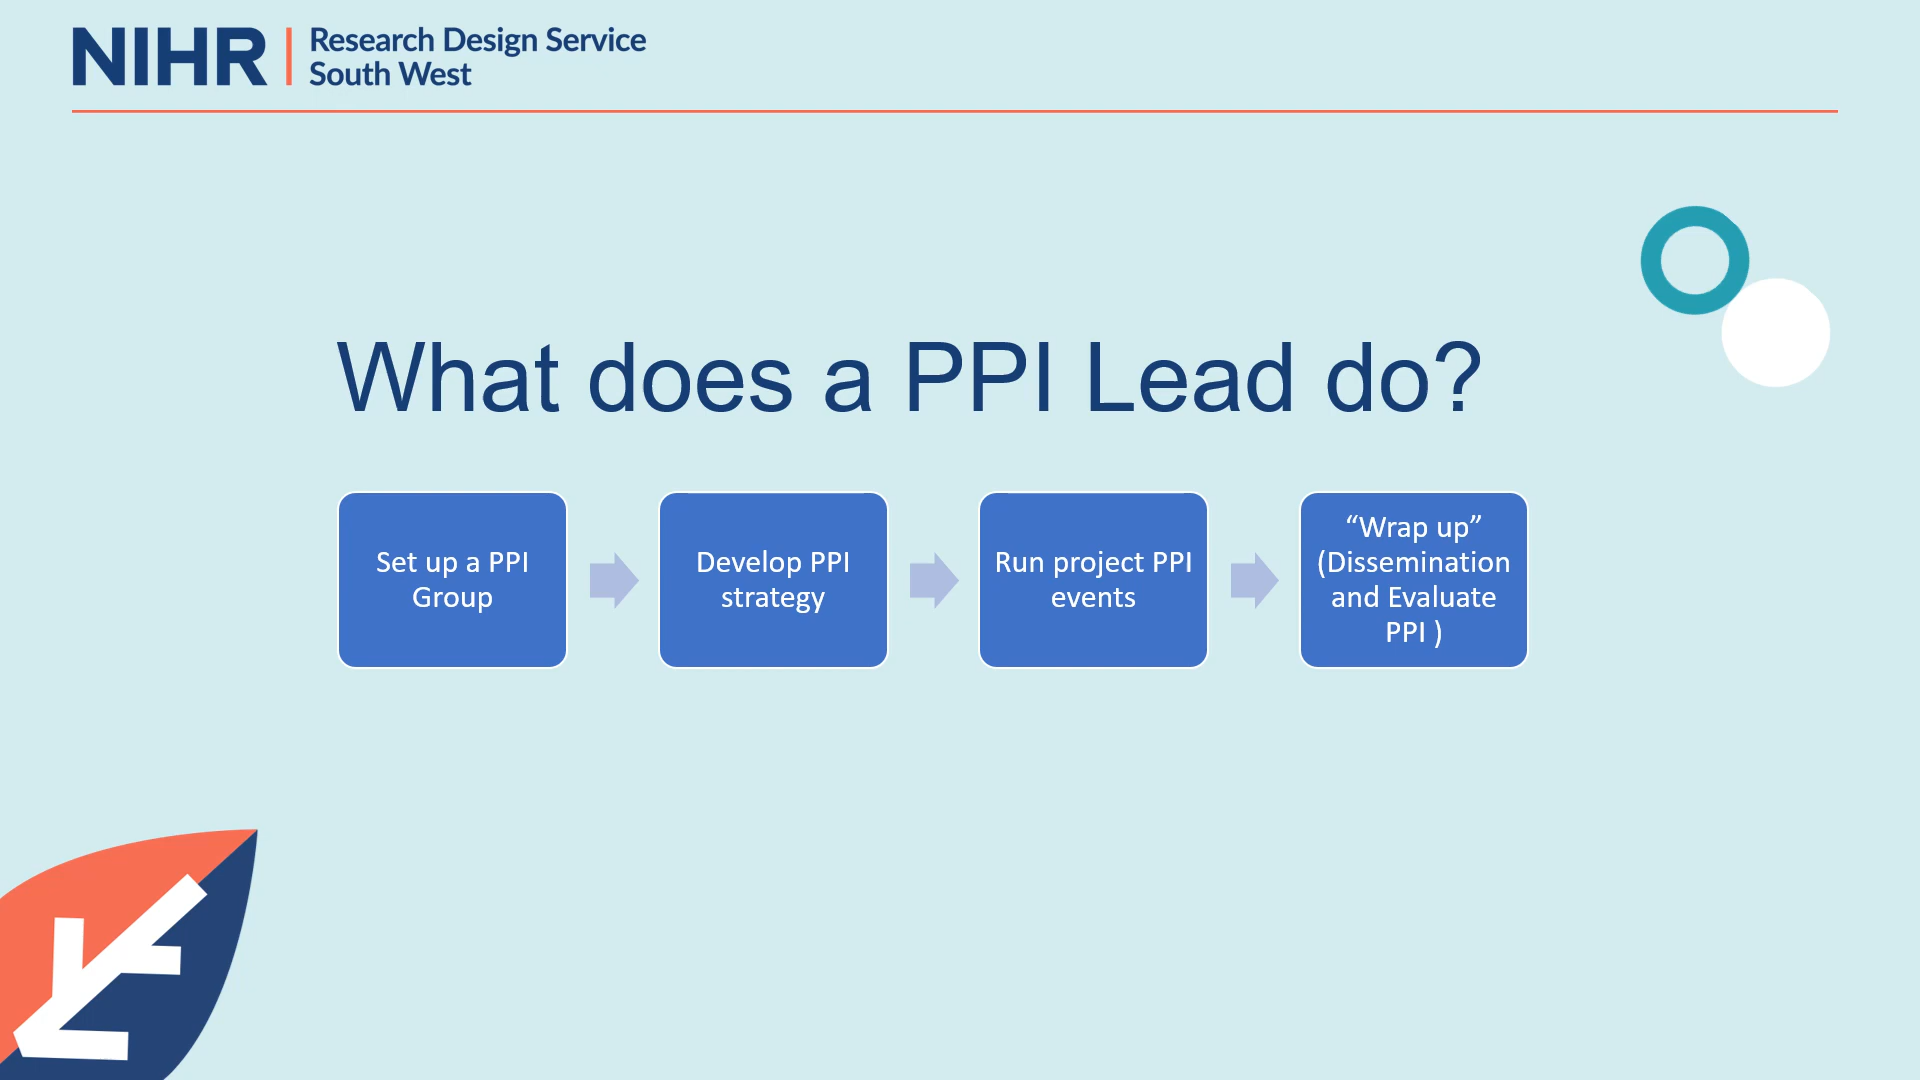 NIHR | Research Design Service
South West
What does a PPI Lead do?
Set up a PPI
Group
Develop PPI
strategy
Run project PPI
events
“Wrap up”
(Dissemination
and Evaluate
PPI )